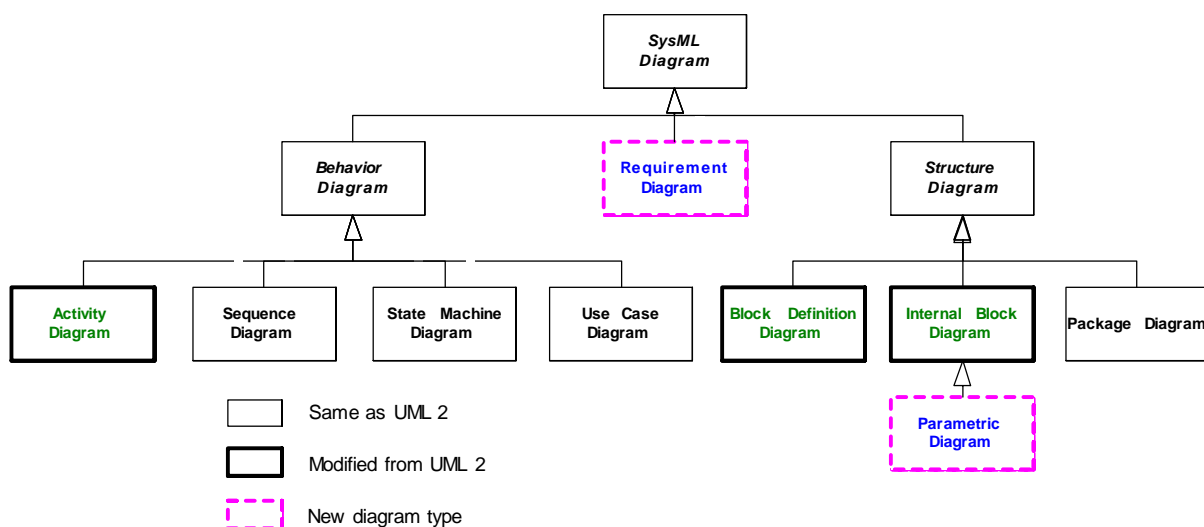 SysML
Diagram
Behavior
Diagram
Requirement
Diagram
Structure
Diagram
Activity
Diagram
Sequence
Diagram
State Machine
Diagram
Use Case
Diagram
Block Definition
Diagram
Internal Block
Diagram
Package Diagram
Same as UML 2
Parametric
Diagram
Modified from UML 2
New diagram type